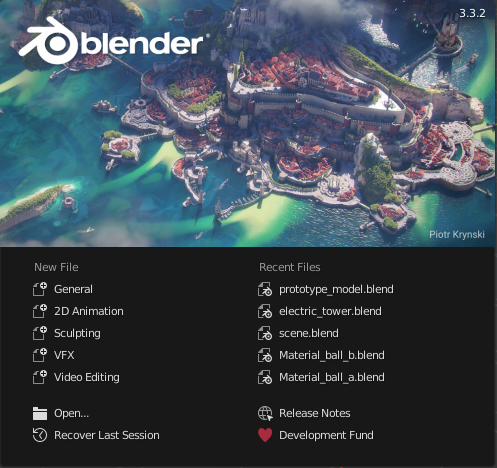 3.3.2
blender
Piotr Krynski
New File
General
2D Animation
Sculpting
VFX
Video Editing
Open...
Recover Last Session
Recent Files
prototype_model.blend
electric_tower.blend
scene.blend
Material_ball_b.blend
Material_ball_a.blend
Release Notes
Development Fund